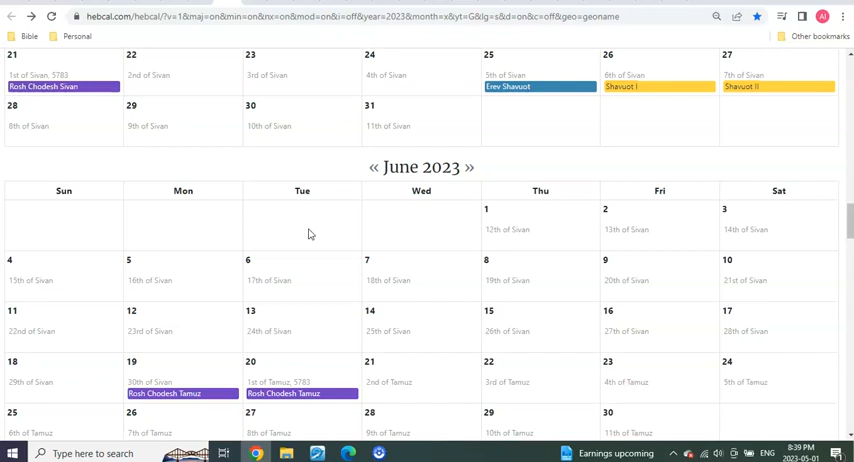 hebcal.com/hebcal/?v=1&maj=on&min=on&nx=on&mod=on&i=off&year=2023&month=x&yt=G&lg=s&d=on&c=off&geo=geoname
AI
Bible Personal Other bookmarks
21 22 23 24 25 26 27
1st of Sivan, 5783 2nd of Sivan 3rd of Sivan 4th of Sivan 5th of Sivan 6th of Sivan 7th of Sivan
Rosh Chodesh Sivan Erev Shavuot Shavuot I Shavuot II
28 29 30 31
8th of Sivan 9th of Sivan 10th of Sivan 11th of Sivan
« June 2023 »
Sun Mon Tue Wed Thu Fri Sat
1 2 3
12th of Sivan 13th of Sivan 14th of Sivan
4 5 6 7 8 9 10
15th of Sivan 16th of Sivan 17th of Sivan 18th of Sivan 19th of Sivan 20th of Sivan 21st of Sivan
11 12 13 14 15 16 17
22nd of Sivan 23rd of Sivan 24th of Sivan 25th of Sivan 26th of Sivan 27th of Sivan 28th of Sivan
18 19 20 21 22 23 24
29th of Sivan 30th of Sivan 1st of Tamuz, 5783 2nd of Tamuz 3rd of Tamuz 4th of Tamuz 5th of Tamuz
Rosh Chodesh Tamuz Rosh Chodesh Tamuz
25 26 27 28 29 30
6th of Tamuz 7th of Tamuz 8th of Tamuz 9th of Tamuz 10th of Tamuz 11th of Tamuz
Type here to search Earnings upcoming ENG 8:39 PM
2023-05-01